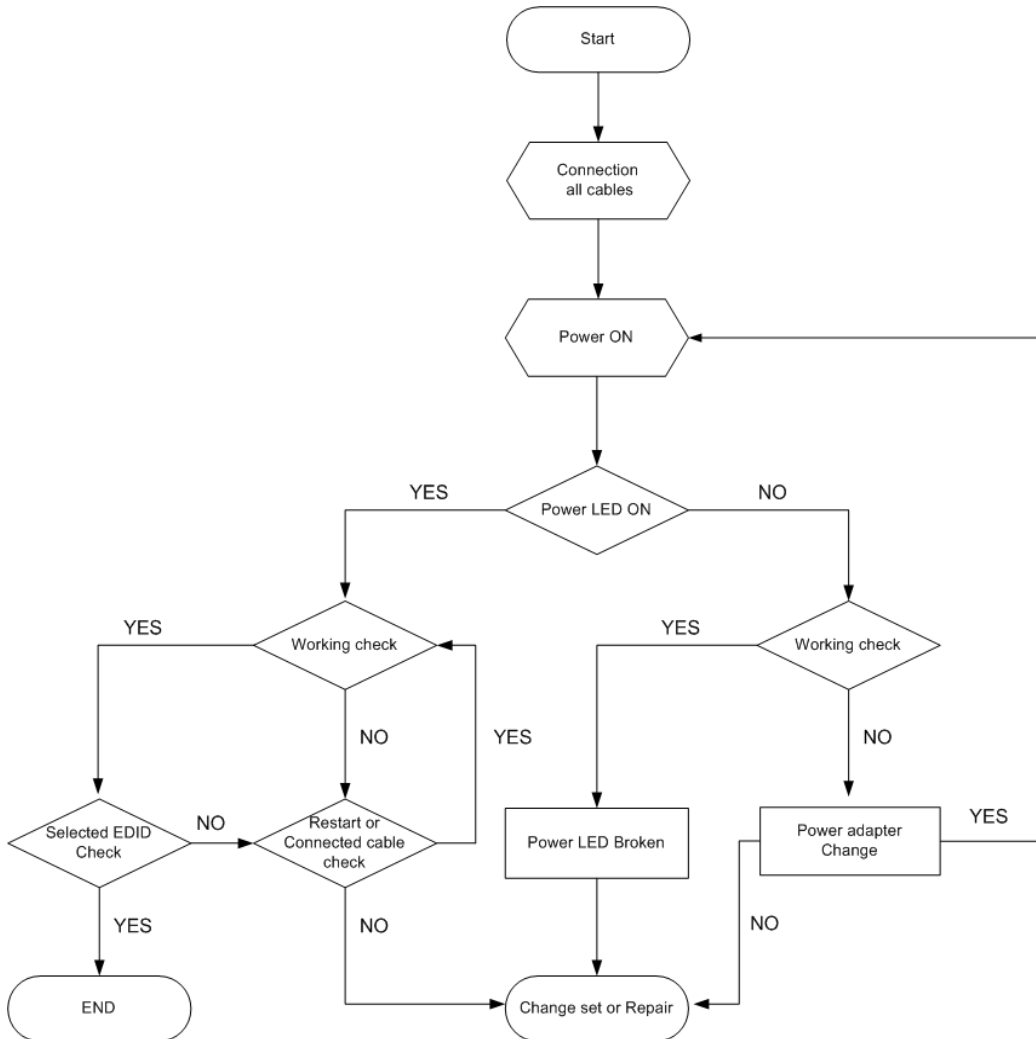 Start
Connection
all cables
Power ON
YES
Power LED ON
NO
YES
Working check
YES
Working check
NO
YES
NO
Selected EDID
Check
NO
Restart or
Connected cable
check
Power LED Broken
Power adapter
Change
YES
YES
NO
NO
END
Change set or Repair